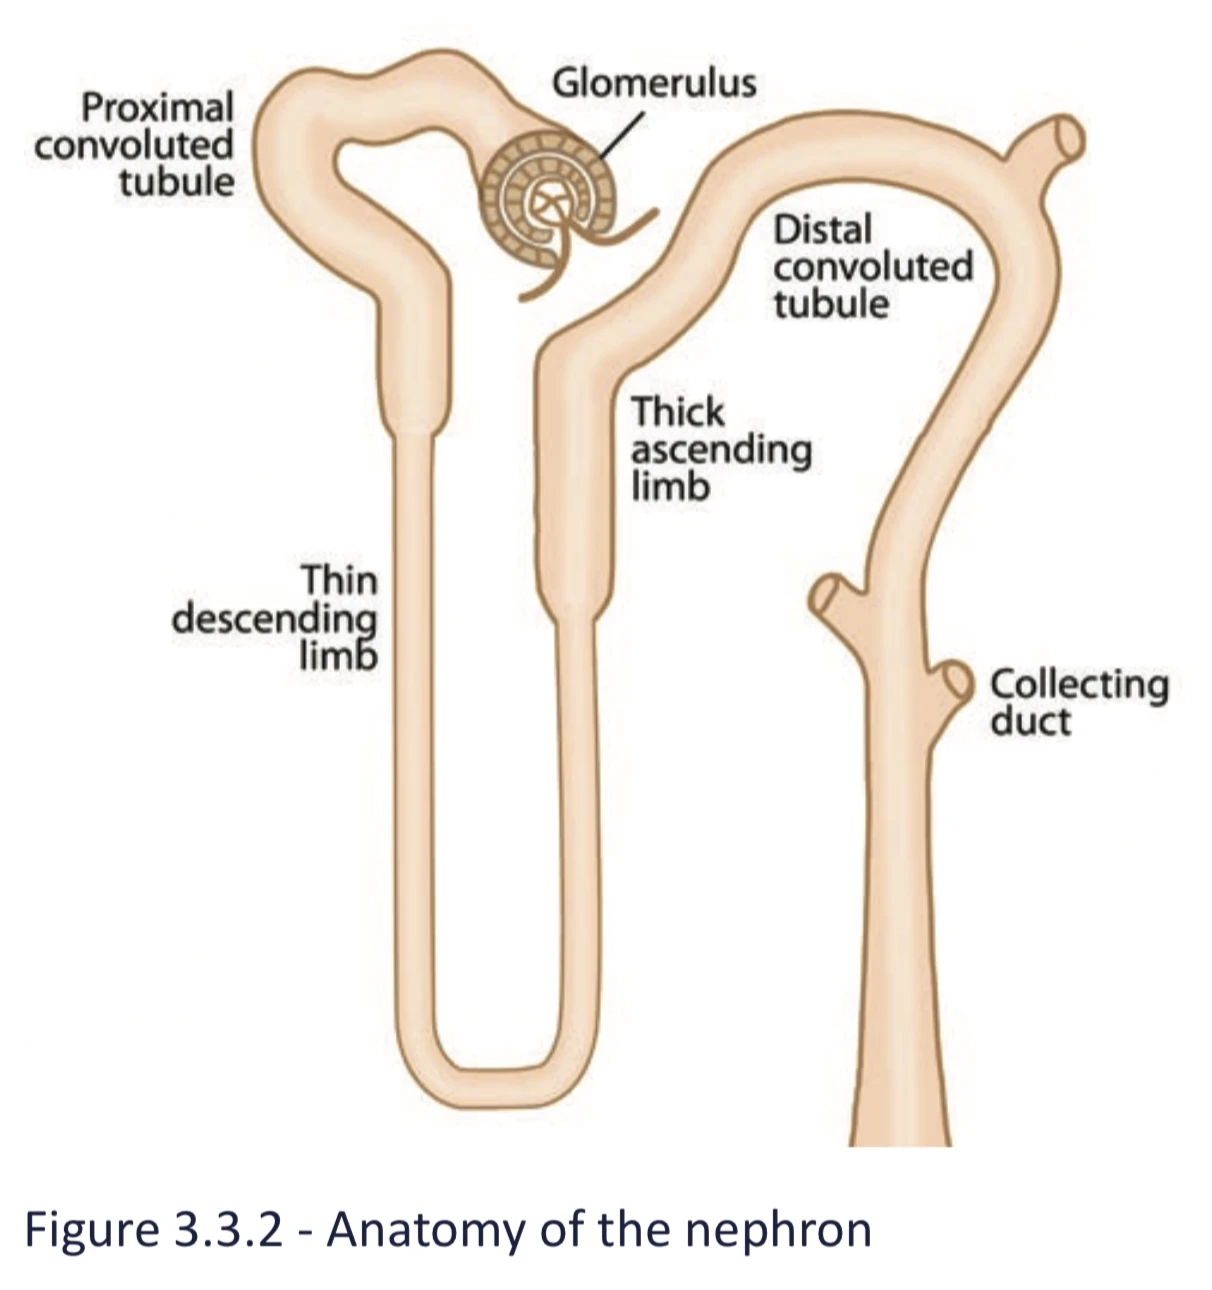 Glomerulus
Proximal
convoluted
tubule
Distal
convoluted
tubule
Thick
ascending
limb
Thin
descending
limb
Collecting
duct
Figure 3.3.2 - Anatomy of the nephron